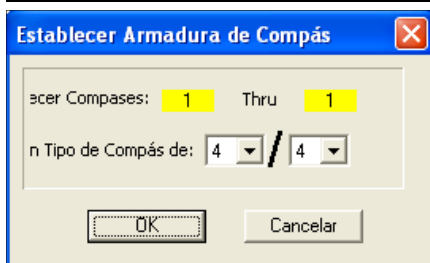 Establecer Armadura de Compás
ecer Compases: 1 Thru 1
n Tipo de Compás de: 4 / 4
OK Cancelar